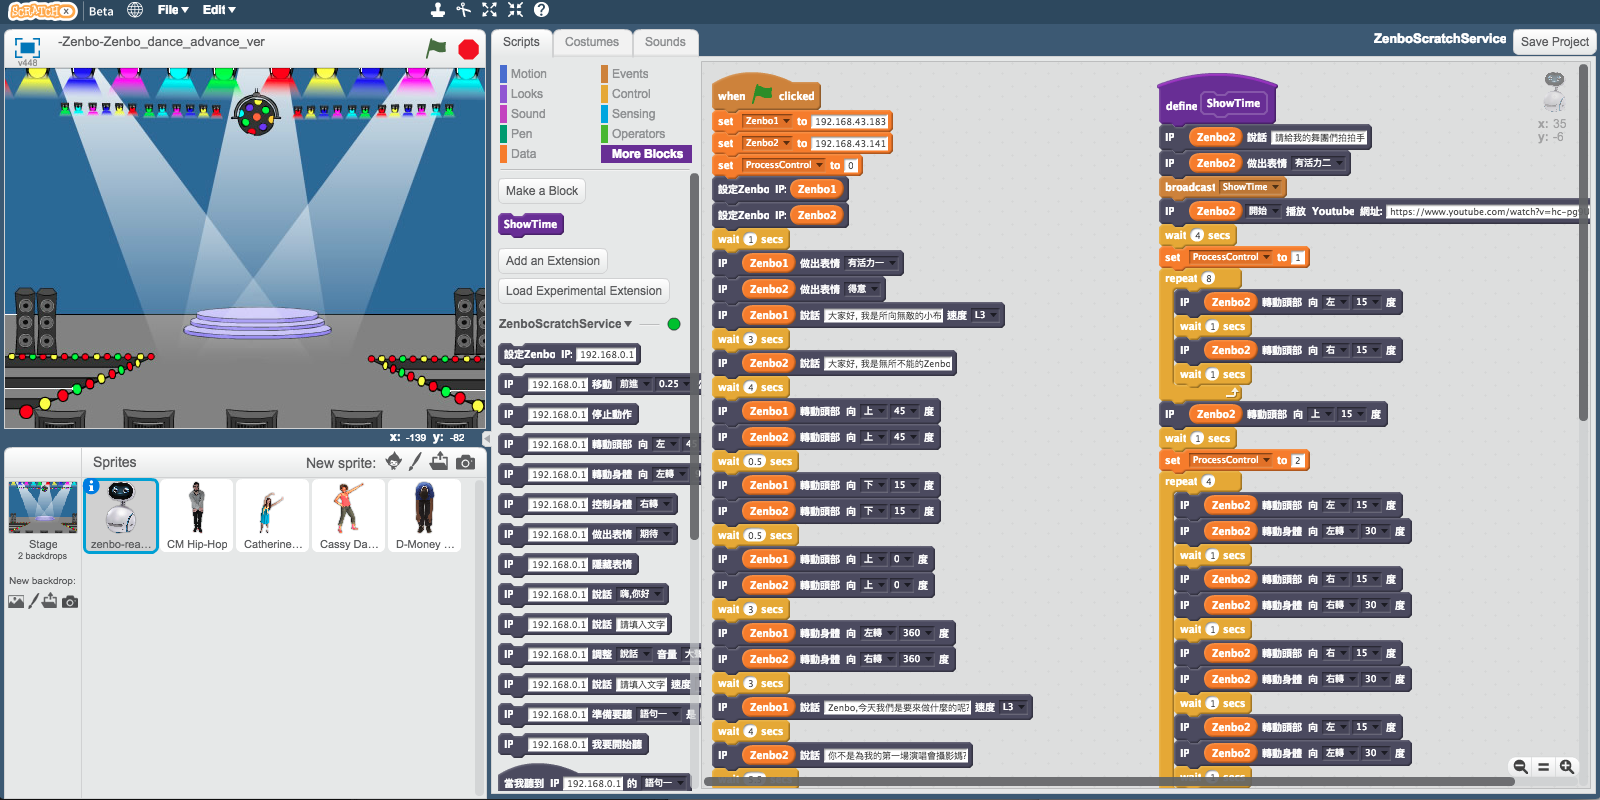 SCRATCHX
Beta
File▼
Edit▼
-Zenbo-Zenbo_dance_advance_ver
v448
Scripts
Costumes
Sounds
ZenboScratchService
Save Project
Motion
Looks
Sound
Pen
Data
Events
Control
Sensing
Operators
More Blocks
Make a Block
ShowTime
Add an Extension
Load Experimental Extension
ZenboScratchService▼
設定Zenbo IP: 192.168.0.1
IP 192.168.0.1 移動 前進 0.25
IP 192.168.0.1 停止動作
IP 192.168.0.1 轉動頭部 向 左
IP 192.168.0.1 轉動身體 向 左轉
IP 192.168.0.1 控制身體 右轉
IP 192.168.0.1 做出表情 期待
IP 192.168.0.1 隱藏表情
IP 192.168.0.1 說話 嗨,你好
IP 192.168.0.1 說話 請填入文字
IP 192.168.0.1 調整 說話 音量
IP 192.168.0.1 說話 請填入文字 速度
IP 192.168.0.1 準備要聽 語句一 是
IP 192.168.0.1 我要開始聽
當我聽到 IP 192.168.0.1 的 語句一
x: -139 y: -82
Sprites
New sprite:
Stage
2 backdrops
New backdrop:
zenbo-rea...
CM Hip-Hop
Catherine...
Cassy Da...
D-Money ...
when clicked
set Zenbo1 to 192.168.43.183
set Zenbo2 to 192.168.43.141
set ProcessControl to 0
設定Zenbo IP: Zenbo1
設定Zenbo IP: Zenbo2
wait 1 secs
IP Zenbo1 做出表情 有活力一
IP Zenbo2 做出表情 得意
IP Zenbo1 說話 大家好, 我是所向無敵的小布 速度 L3
wait 3 secs
IP Zenbo2 說話 大家好, 我是無所不能的Zenbo
wait 4 secs
IP Zenbo1 轉動頭部 向 上 45 度
IP Zenbo2 轉動頭部 向 上 45 度
wait 0.5 secs
IP Zenbo1 轉動頭部 向 下 15 度
IP Zenbo2 轉動頭部 向 下 15 度
wait 0.5 secs
IP Zenbo1 轉動頭部 向 上 0 度
IP Zenbo2 轉動頭部 向 上 0 度
wait 3 secs
IP Zenbo1 轉動身體 向 左轉 360 度
IP Zenbo2 轉動身體 向 右轉 360 度
wait 3 secs
IP Zenbo1 說話 Zenbo,今天我們是要來做什麼的呢? 速度 L3
wait 4 secs
IP Zenbo2 說話 你不是為我的第一場演唱會攝影嗎?
define ShowTime
IP Zenbo2 說話 請給我的舞團們拍拍手
IP Zenbo2 做出表情 有活力二
broadcast ShowTime
IP Zenbo2 開始 播放 Youtube 網址: https://www.youtube.com/watch?v=hc-pg
wait 4 secs
set ProcessControl to 1
repeat 8
IP Zenbo2 轉動頭部 向 左 15 度
wait 1 secs
IP Zenbo2 轉動頭部 向 右 15 度
wait 1 secs
IP Zenbo2 轉動頭部 向 上 15 度
wait 1 secs
set ProcessControl to 2
repeat 4
IP Zenbo2 轉動頭部 向 左 15 度
IP Zenbo2 轉動身體 向 左轉 30 度
wait 1 secs
IP Zenbo2 轉動頭部 向 右 15 度
IP Zenbo2 轉動身體 向 右轉 30 度
wait 1 secs
IP Zenbo2 轉動頭部 向 右 15 度
IP Zenbo2 轉動身體 向 右轉 30 度
wait 1 secs
IP Zenbo2 轉動頭部 向 左 15 度
IP Zenbo2 轉動身體 向 左轉 30 度
wait 1 secs
x: 35
y: -6